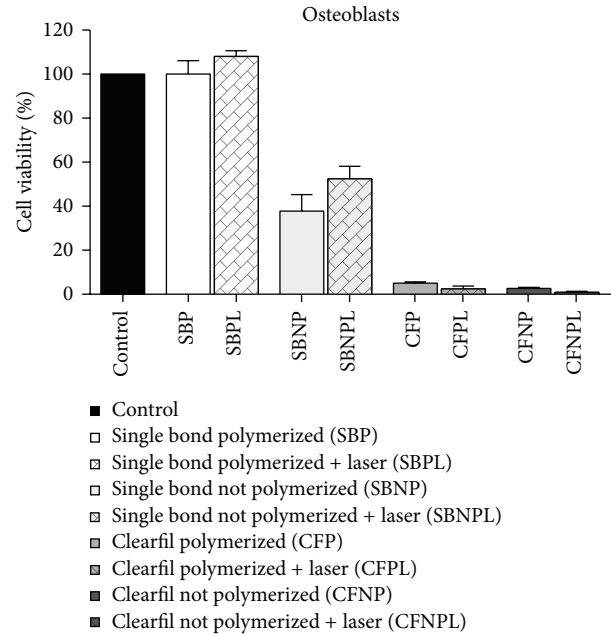 Osteoblasts
Cell viability (%)
120
100
80
60
40
20
0
Control
SBP
SBPL
SBNP
SBNPL
CFP
CFPL
CFNP
CFNPL
Control
Single bond polymerized (SBP)
Single bond polymerized + laser (SBPL)
Single bond not polymerized (SBNP)
Single bond not polymerized + laser (SBNPL)
Clearfil polymerized (CFP)
Clearfil polymerized + laser (CFPL)
Clearfil not polymerized (CFNP)
Clearfil not polymerized + laser (CFNPL)